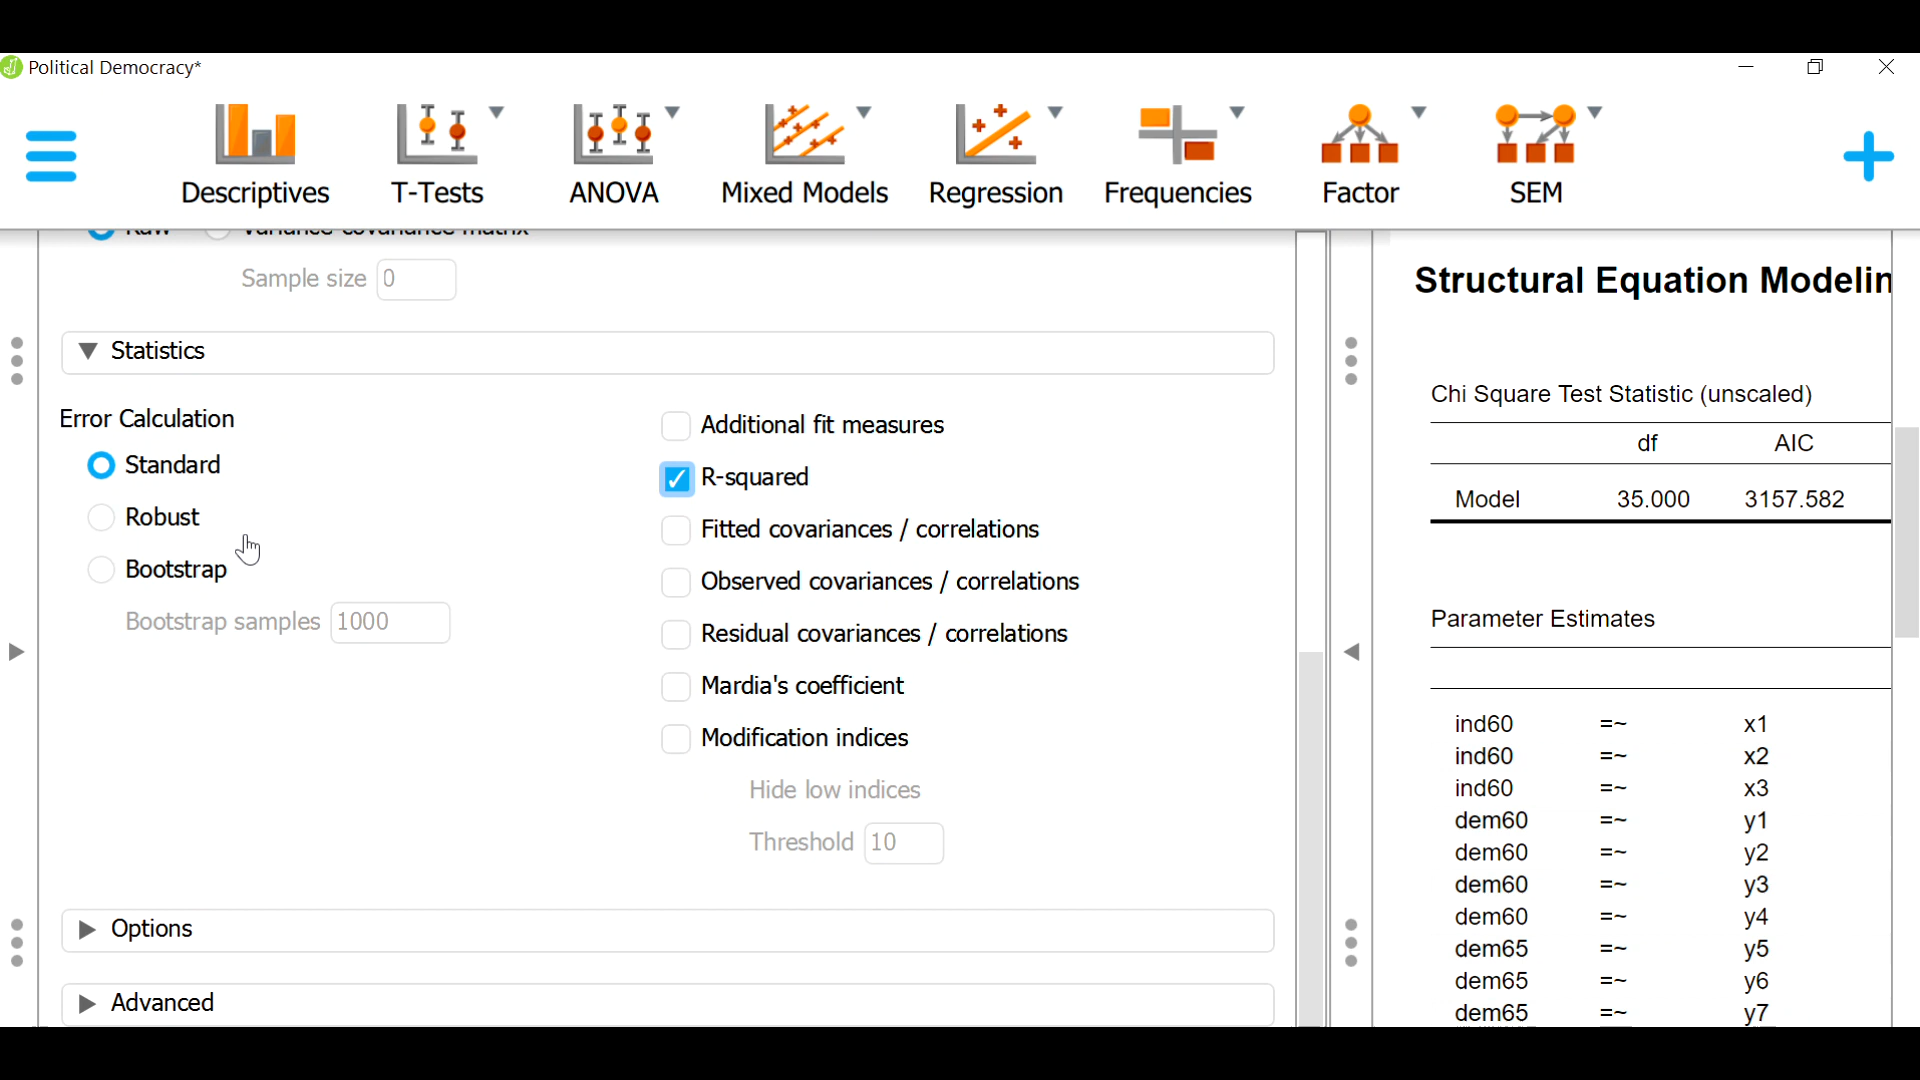 Political Democracy*
Descriptives T-Tests ANOVA Mixed Models Regression Frequencies Factor SEM
Raw Variance-covariance matrix
Sample size 0
Statistics
Error Calculation
Standard
Robust
Bootstrap
Bootstrap samples 1000
Additional fit measures
R-squared
Fitted covariances / correlations
Observed covariances / correlations
Residual covariances / correlations
Mardia's coefficient
Modification indices
Hide low indices
Threshold 10
Options
Advanced
Structural Equation Modelin
Chi Square Test Statistic (unscaled)
df AIC
Model 35.000 3157.582
Parameter Estimates
ind60 =~ x1
ind60 =~ x2
ind60 =~ x3
dem60 =~ y1
dem60 =~ y2
dem60 =~ y3
dem60 =~ y4
dem65 =~ y5
dem65 =~ y6
dem65 =~ y7